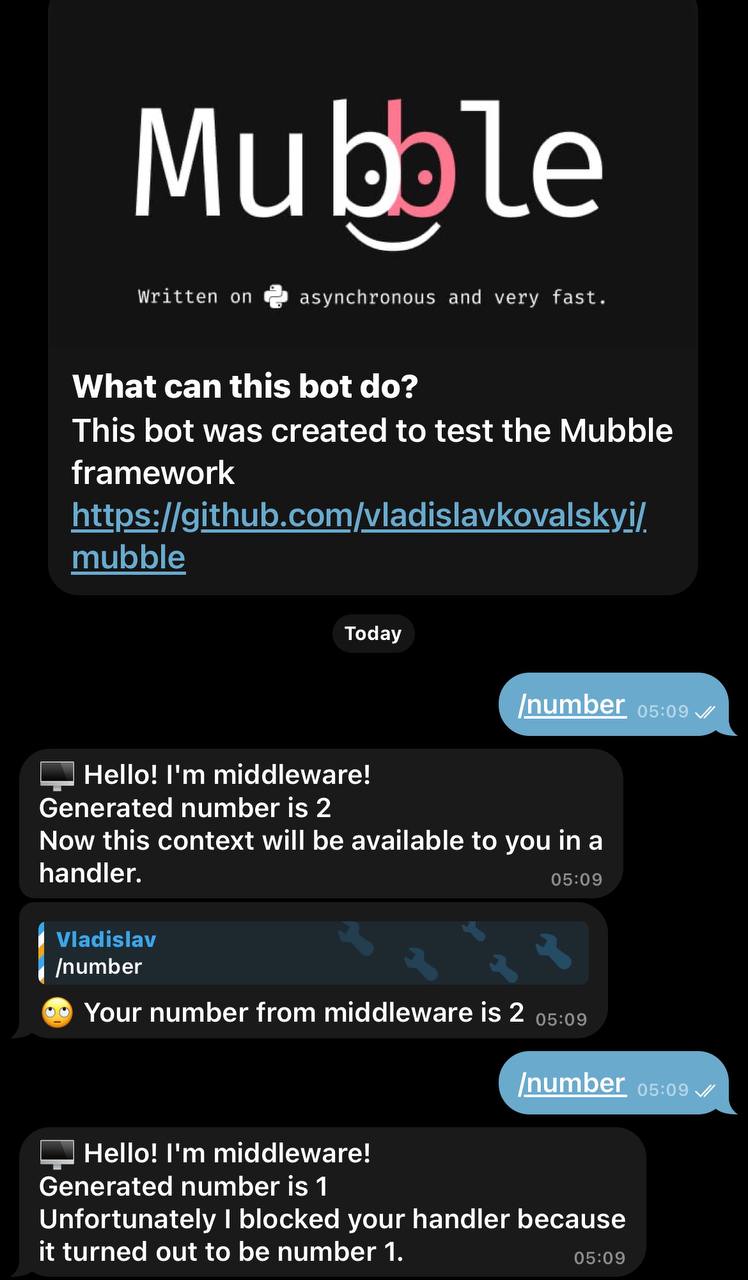 Mubble
Written on asynchronous and very fast.
What can this bot do?
This bot was created to test the Mubble
framework
https://github.com/vladislavkovalskyi/
mubble
Today
/number 05:09
🖥 Hello! I'm middleware!
Generated number is 2
Now this context will be available to you in a
handler. 05:09
Vladislav
/number
🙄 Your number from middleware is 2 05:09
/number 05:09
🖥 Hello! I'm middleware!
Generated number is 1
Unfortunately I blocked your handler because
it turned out to be number 1. 05:09